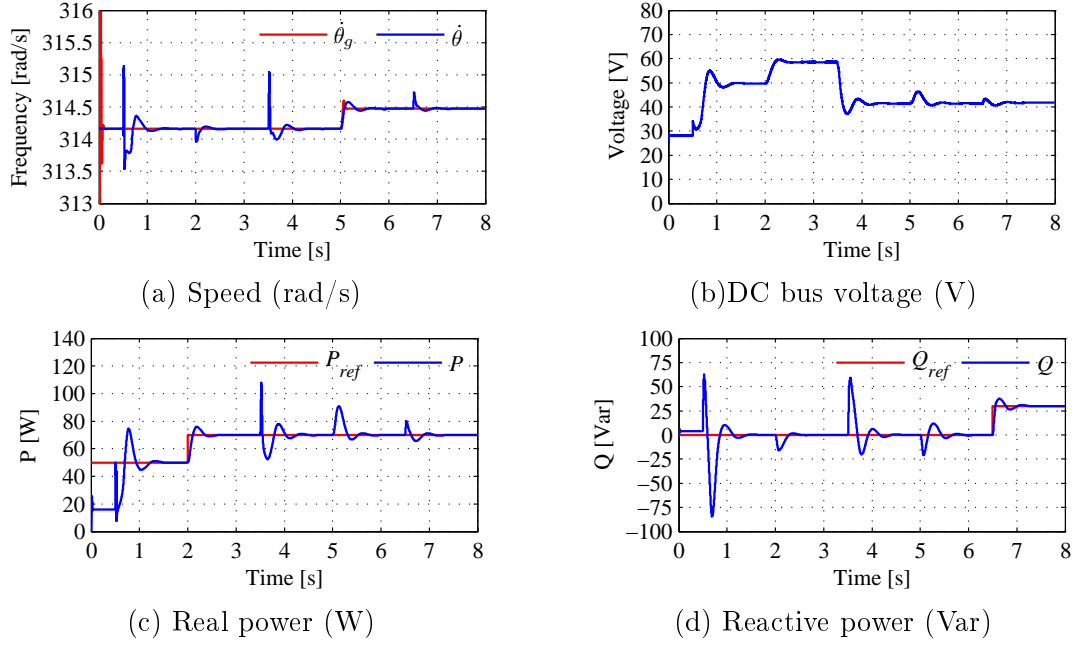 316
315.5
315
314.5
314
313.5
313
Frequency [rad/s]
θ̇g θ̇
0 1 2 3 4 5 6 7 8
Time [s]
(a) Speed (rad/s)
80
70
60
50
40
30
20
10
0
Voltage [V]
0 1 2 3 4 5 6 7 8
Time [s]
(b)DC bus voltage (V)
140
120
100
80
60
40
20
0
P [W]
Pref P
0 1 2 3 4 5 6 7 8
Time [s]
(c) Real power (W)
100
75
50
25
0
−25
−50
−75
−100
Q [Var]
Qref Q
0 1 2 3 4 5 6 7 8
Time [s]
(d) Reactive power (Var)